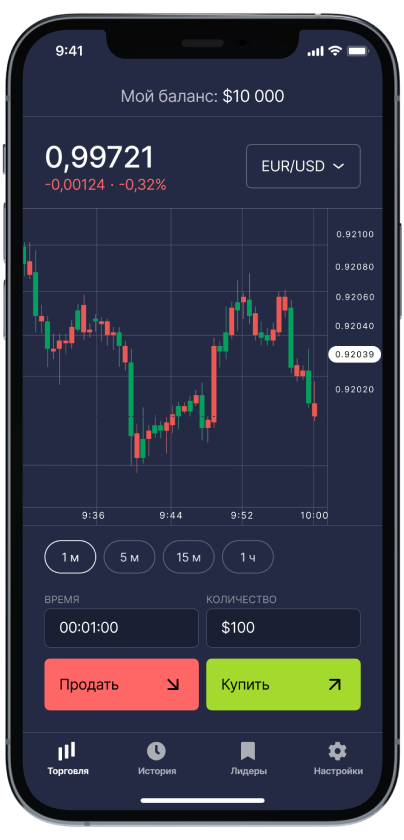 9:41
Мой баланс: $10 000
0,99721
-0,00124 · -0,32%
EUR/USD
0.92100
0.92080
0.92060
0.92040
0.92039
0.92020
9:36 9:44 9:52 10:00
1 м 5 м 15 м 1 ч
ВРЕМЯ КОЛИЧЕСТВО
00:01:00 $100
Продать Купить
Торговля История Лидеры Настройки